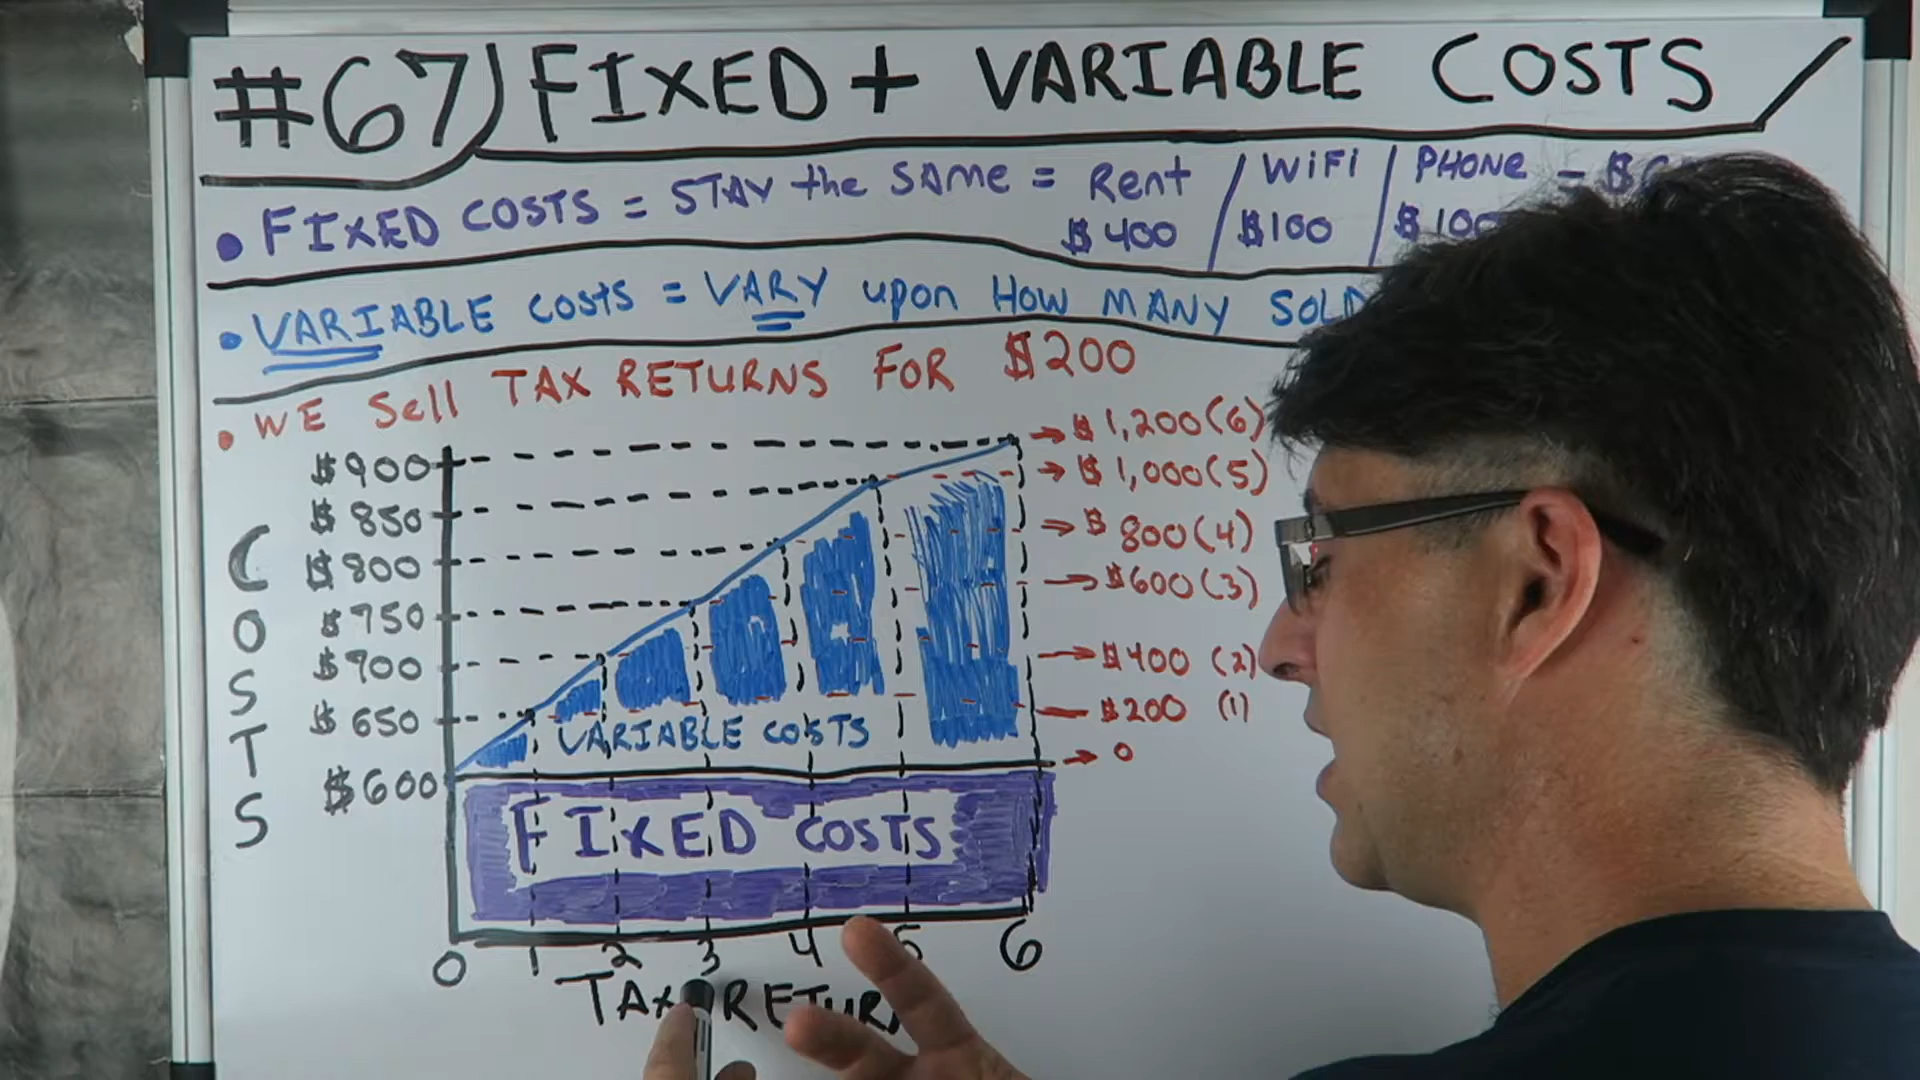 #67) FIXED + VARIABLE COSTS
• FIXED COSTS = STAY the SAME = Rent / WiFi / PHONE =
$400 $100 $100
• VARIABLE COSTS = VARY upon HOW MANY SOLD
• WE Sell TAX RETURNS FOR $200
$900
$850
$800
$750
$700
$650
$600
COSTS
→ $1,200 (6)
→ $1,000 (5)
→ $800 (4)
→ $600 (3)
→ $400 (2)
$200 (1)
→ 0
VARIABLE COSTS
FIXED COSTS
0 1 2 3 4 5 6
TAX RETUR